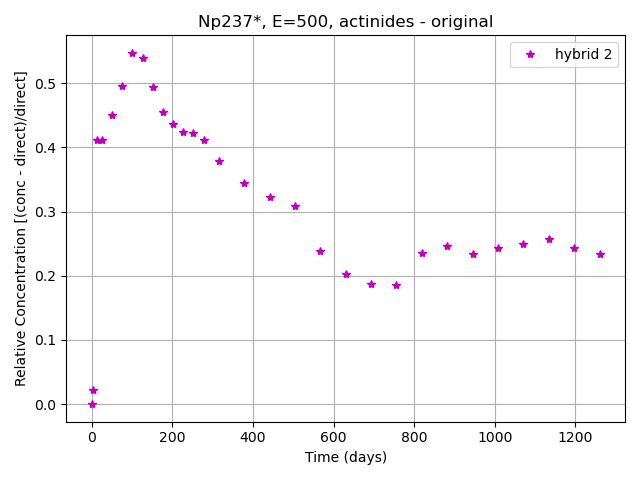 Np237*, E=500, actinides - original
hybrid 2
Relative Concentration [(conc - direct)/direct]
0.5
0.4
0.3
0.2
0.1
0.0
0 200 400 600 800 1000 1200
Time (days)